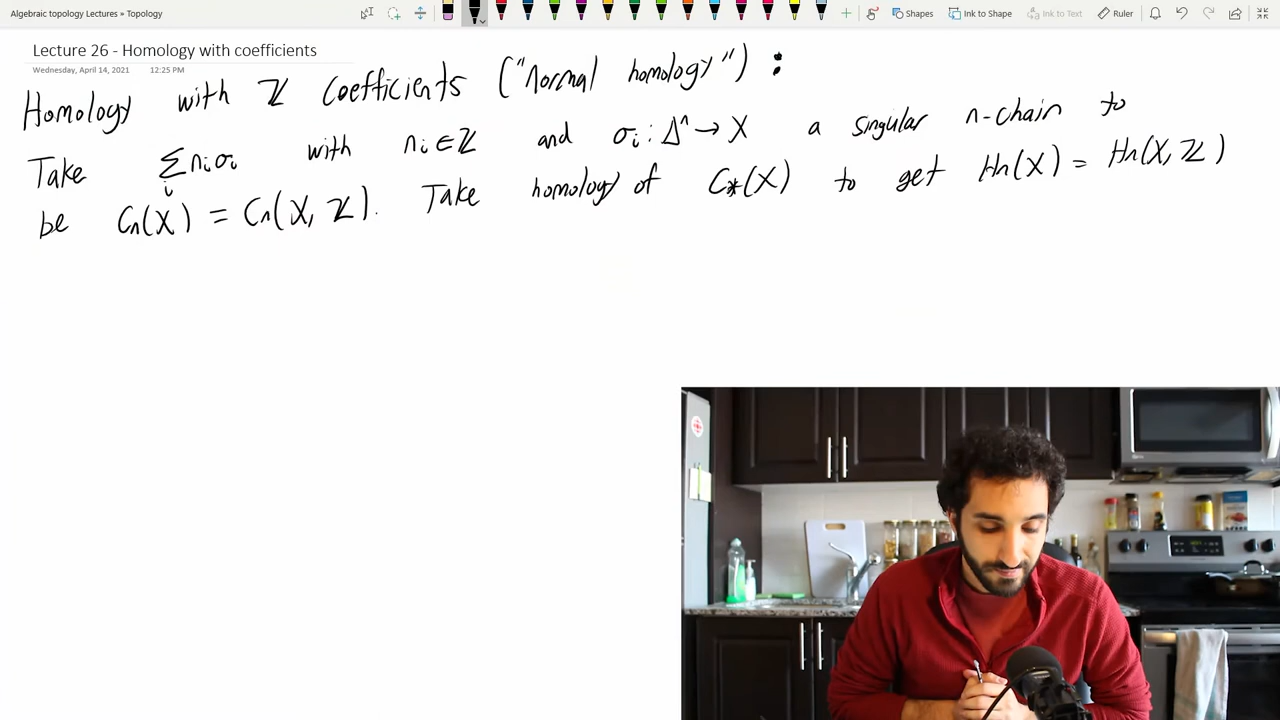 Algebraic topology Lectures » Topology
Shapes Ink to Shape Ink to Text Ruler
Lecture 26 - Homology with coefficients
Wednesday, April 14, 2021 12:25 PM
Homology with ℤ Coefficients ("Normal homology") :
Take ∑ᵢ nᵢσᵢ with nᵢ∈ℤ and σᵢ : Δⁿ → X a singular n-chain to
be Cₙ(X) = Cₙ(X, ℤ). Take homology of C⁎(X) to get Hₙ(X) = Hₙ(X, ℤ)